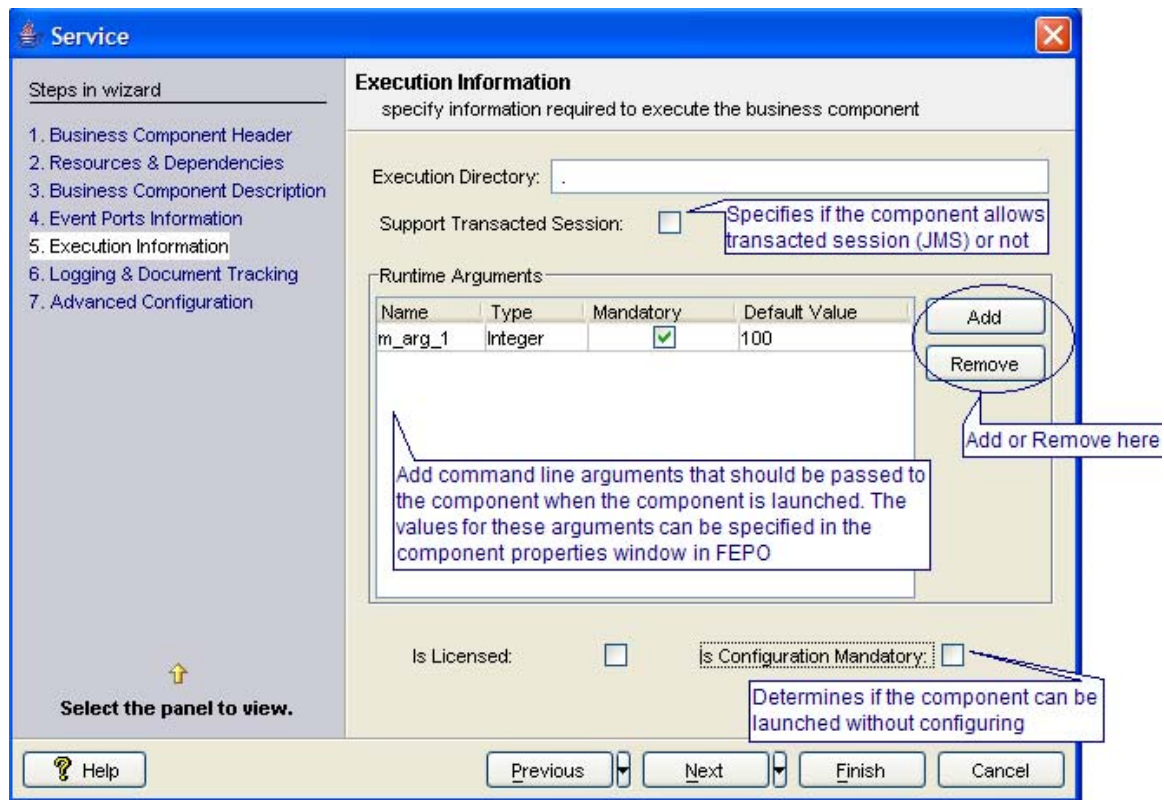 Service
Steps in wizard
1. Business Component Header
2. Resources & Dependencies
3. Business Component Description
4. Event Ports Information
5. Execution Information
6. Logging & Document Tracking
7. Advanced Configuration
Select the panel to view.
Execution Information
specify information required to execute the business component
Execution Directory: .
Support Transacted Session:
Specifies if the component allows
transacted session (JMS) or not
Runtime Arguments
Name Type Mandatory Default Value
m_arg_1 Integer 100
Add
Remove
Add or Remove here
Add command line arguments that should be passed to
the component when the component is launched. The
values for these arguments can be specified in the
component properties window in FEPO
Is Licensed:
Is Configuration Mandatory:
Determines if the component can be
launched without configuring
? Help
Previous
Next
Finish
Cancel